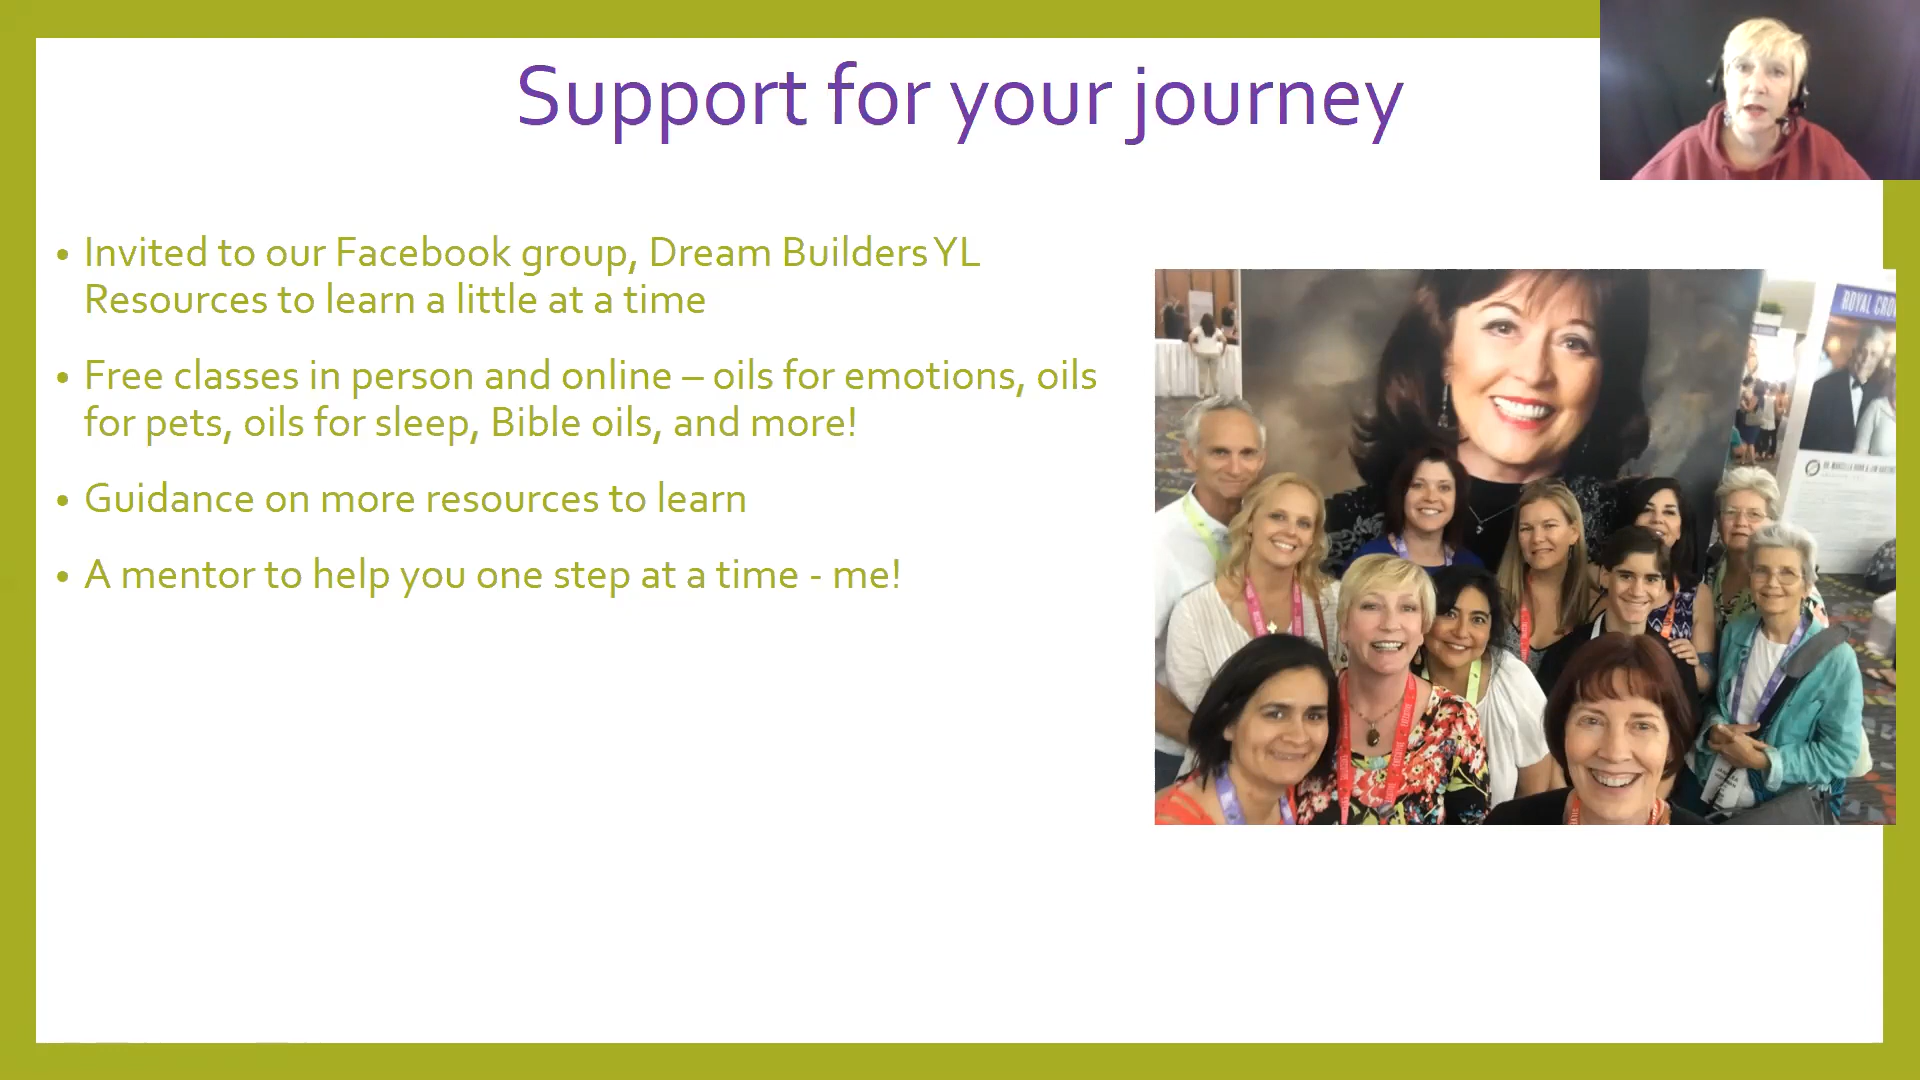 Support for your journey
• Invited to our Facebook group, Dream Builders YL
Resources to learn a little at a time
• Free classes in person and online – oils for emotions, oils
for pets, oils for sleep, Bible oils, and more!
• Guidance on more resources to learn
• A mentor to help you one step at a time - me!
ROYAL CRO
EXECUTIVE